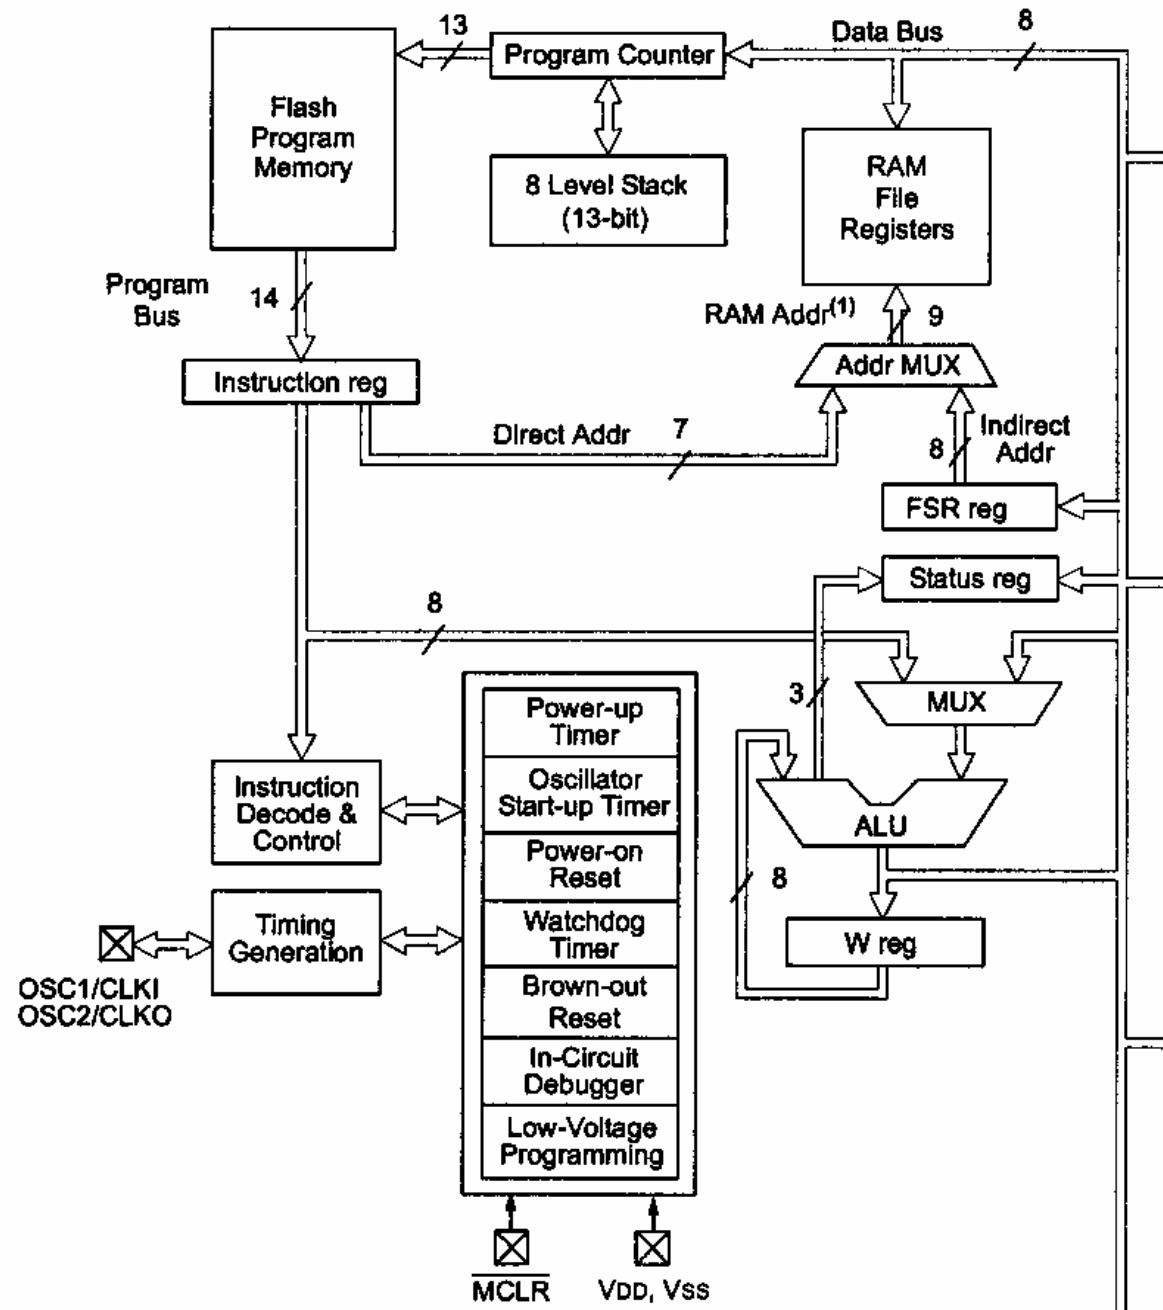 13
Program Counter
Data Bus
8
Flash
Program
Memory
8 Level Stack
(13-bit)
RAM
File
Registers
Program
Bus
14
RAM Addr(1)
9
Instruction reg
Addr MUX
Direct Addr
7
8
Indirect
Addr
FSR reg
Status reg
8
3
MUX
Power-up
Timer
Instruction
Decode &
Control
Oscillator
Start-up Timer
ALU
Power-on
Reset
8
Timing
Generation
Watchdog
Timer
W reg
OSC1/CLKI
OSC2/CLKO
Brown-out
Reset
In-Circuit
Debugger
Low-Voltage
Programming
MCLR
VDD, VSS